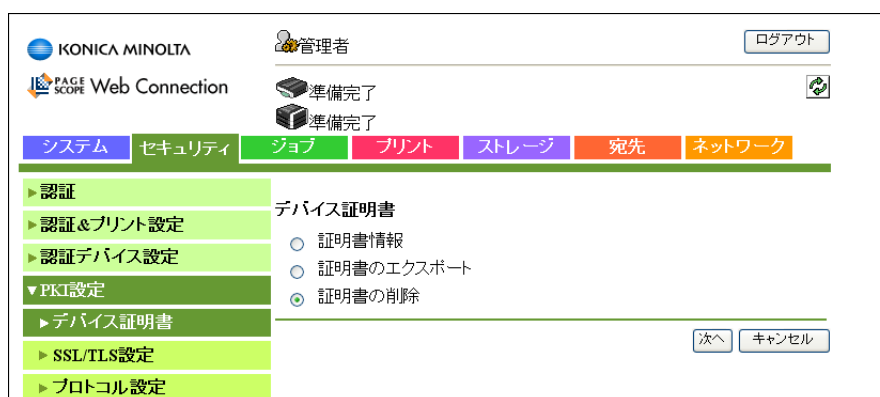 KONICA MINOLTA
管理者
ログアウト
PAGE SCOPE Web Connection
準備完了
準備完了
システム セキュリティ ジョブ プリント ストレージ 宛先 ネットワーク
認証
認証&プリント設定
認証デバイス設定
PKI設定
デバイス証明書
SSL/TLS設定
プロトコル設定
デバイス証明書
証明書情報
証明書のエクスポート
証明書の削除
次へ キャンセル